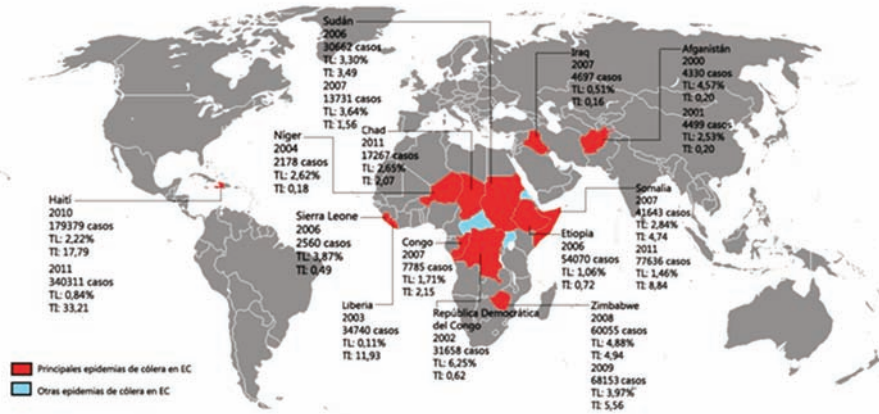 Sudán
2006
30662 casos
TL: 3,30%
TI: 3,49
2007
13731 casos
TL: 3,64%
TI: 1,56
Iraq
2007
4697 casos
TL: 0,51%
TI: 0,16
Afganistán
2000
4330 casos
TL: 4,57%
TI: 0,20
2001
4499 casos
TL: 2,53%
TI: 0,20
Níger
2004
2178 casos
TL: 2,62%
TI: 0,18
Chad
2011
17267 casos
TL: 2,65%
TI: 2,07
Haití
2010
179379 casos
TL: 2,22%
TI: 17,79
2011
340311 casos
TL: 0,84%
TI: 33,21
Sierra Leone
2006
2560 casos
TL: 3,87%
TI: 0,49
Congo
2007
7785 casos
TL: 1,71%
TI: 2,15
Etiopia
2006
54070 casos
TL: 1,06%
TI: 0,72
Somalia
2007
41643 casos
TL: 2,84%
TI: 4,74
2011
77636 casos
TL: 1,46%
TI: 8,84
Liberia
2003
34740 casos
TL: 0,11%
TI: 11,93
República Democrática
del Congo
2002
31658 casos
TL: 6,25%
TI: 0,62
Zimbabwe
2008
60055 casos
TL: 4,88%
TI: 4,94
2009
68153 casos
TL: 3,97%
TI: 5,56
Principales epidemias de cólera en EC
Otras epidemias de cólera en EC